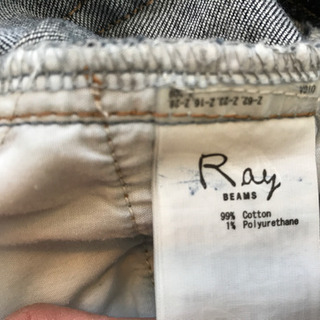 Ray
BEAMS
99% Cotton
1% Polyurethane